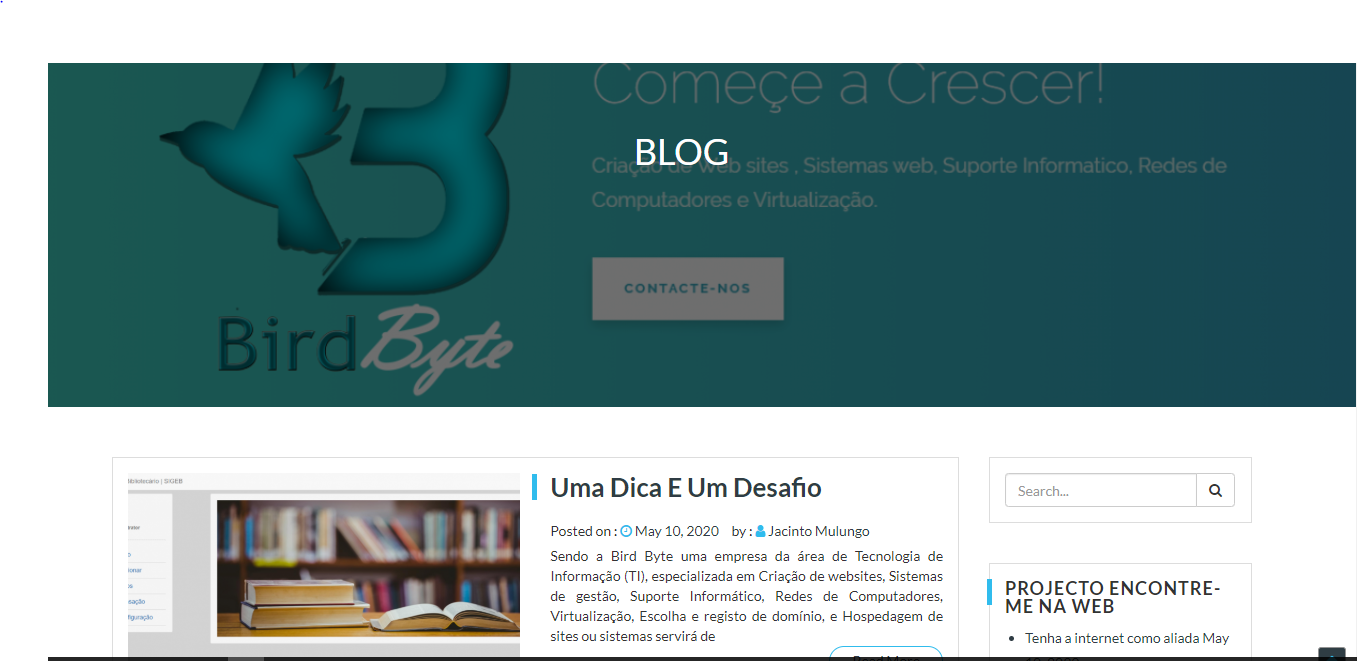 Começe a Crescer!
BLOG
Criação de Web sites , Sistemas web, Suporte Informatico, Redes de
Computadores e Virtualização.
CONTACTE-NOS
B
Bird Byte
Bibliotecário | SIGEB
Uma Dica E Um Desafio
Posted on : May 10, 2020 by : Jacinto Mulungo
Sendo a Bird Byte uma empresa da área de Tecnologia de
Informação (TI), especializada em Criação de websites, Sistemas
de gestão, Suporte Informático, Redes de Computadores,
Virtualização, Escolha e registo de domínio, e Hospedagem de
sites ou sistemas servirá de
Read More
Search...
PROJECTO ENCONTRE-
ME NA WEB
Tenha a internet como aliada May